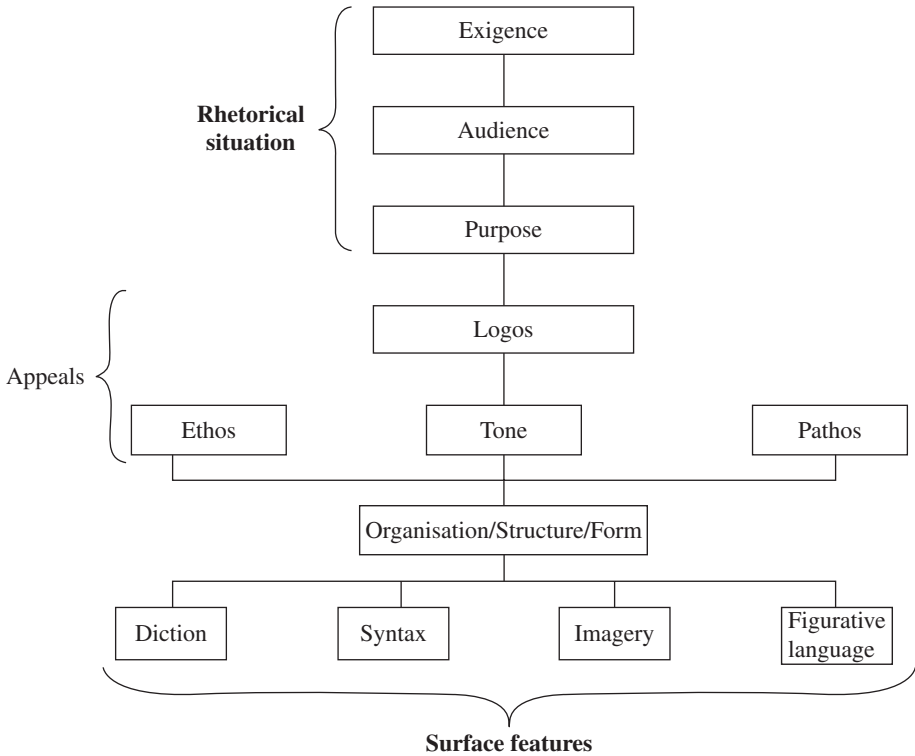 Exigence
Rhetorical
situation
Audience
Purpose
Logos
Appeals
Ethos
Tone
Pathos
Organisation/Structure/Form
Diction
Syntax
Imagery
Figurative
language
Surface features